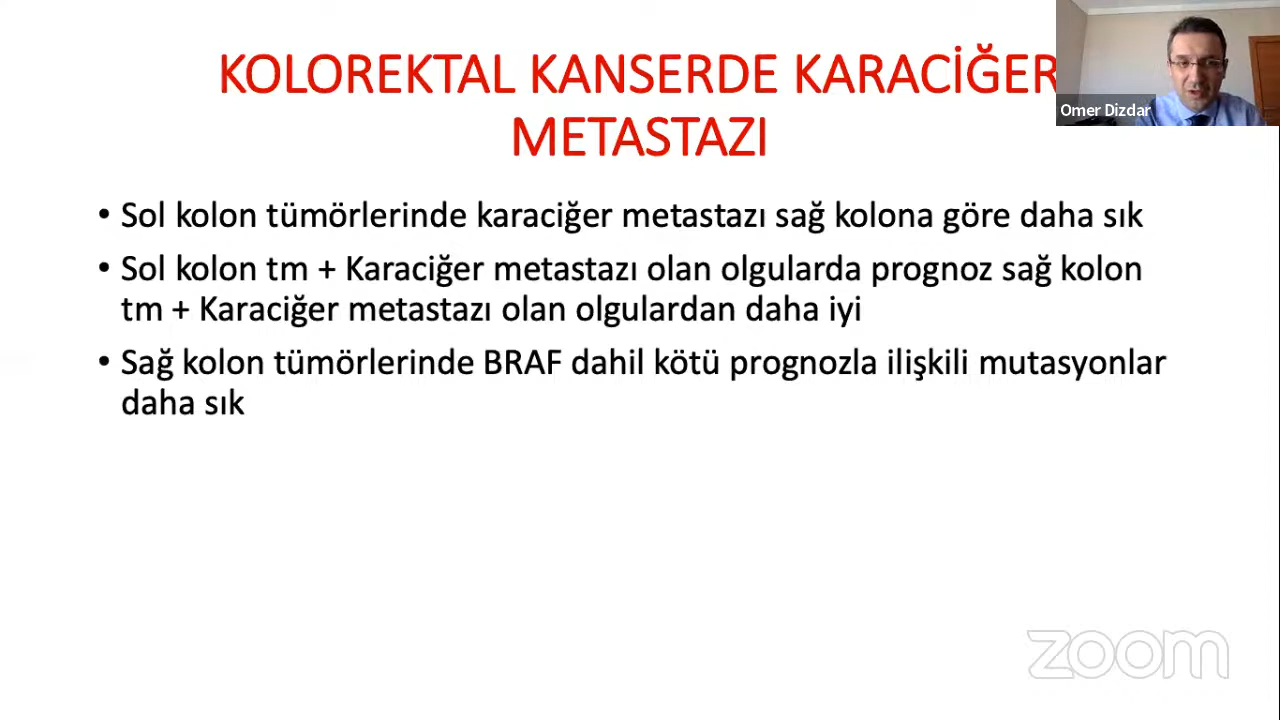 KOLOREKTAL KANSERDE KARACİĞER
METASTAZI
Omer Dizdar
• Sol kolon tümörlerinde karaciğer metastazı sağ kolona göre daha sık
• Sol kolon tm + Karaciğer metastazı olan olgularda prognoz sağ kolon
tm + Karaciğer metastazı olan olgulardan daha iyi
• Sağ kolon tümörlerinde BRAF dahil kötü prognozla ilişkili mutasyonlar
daha sık
zoom